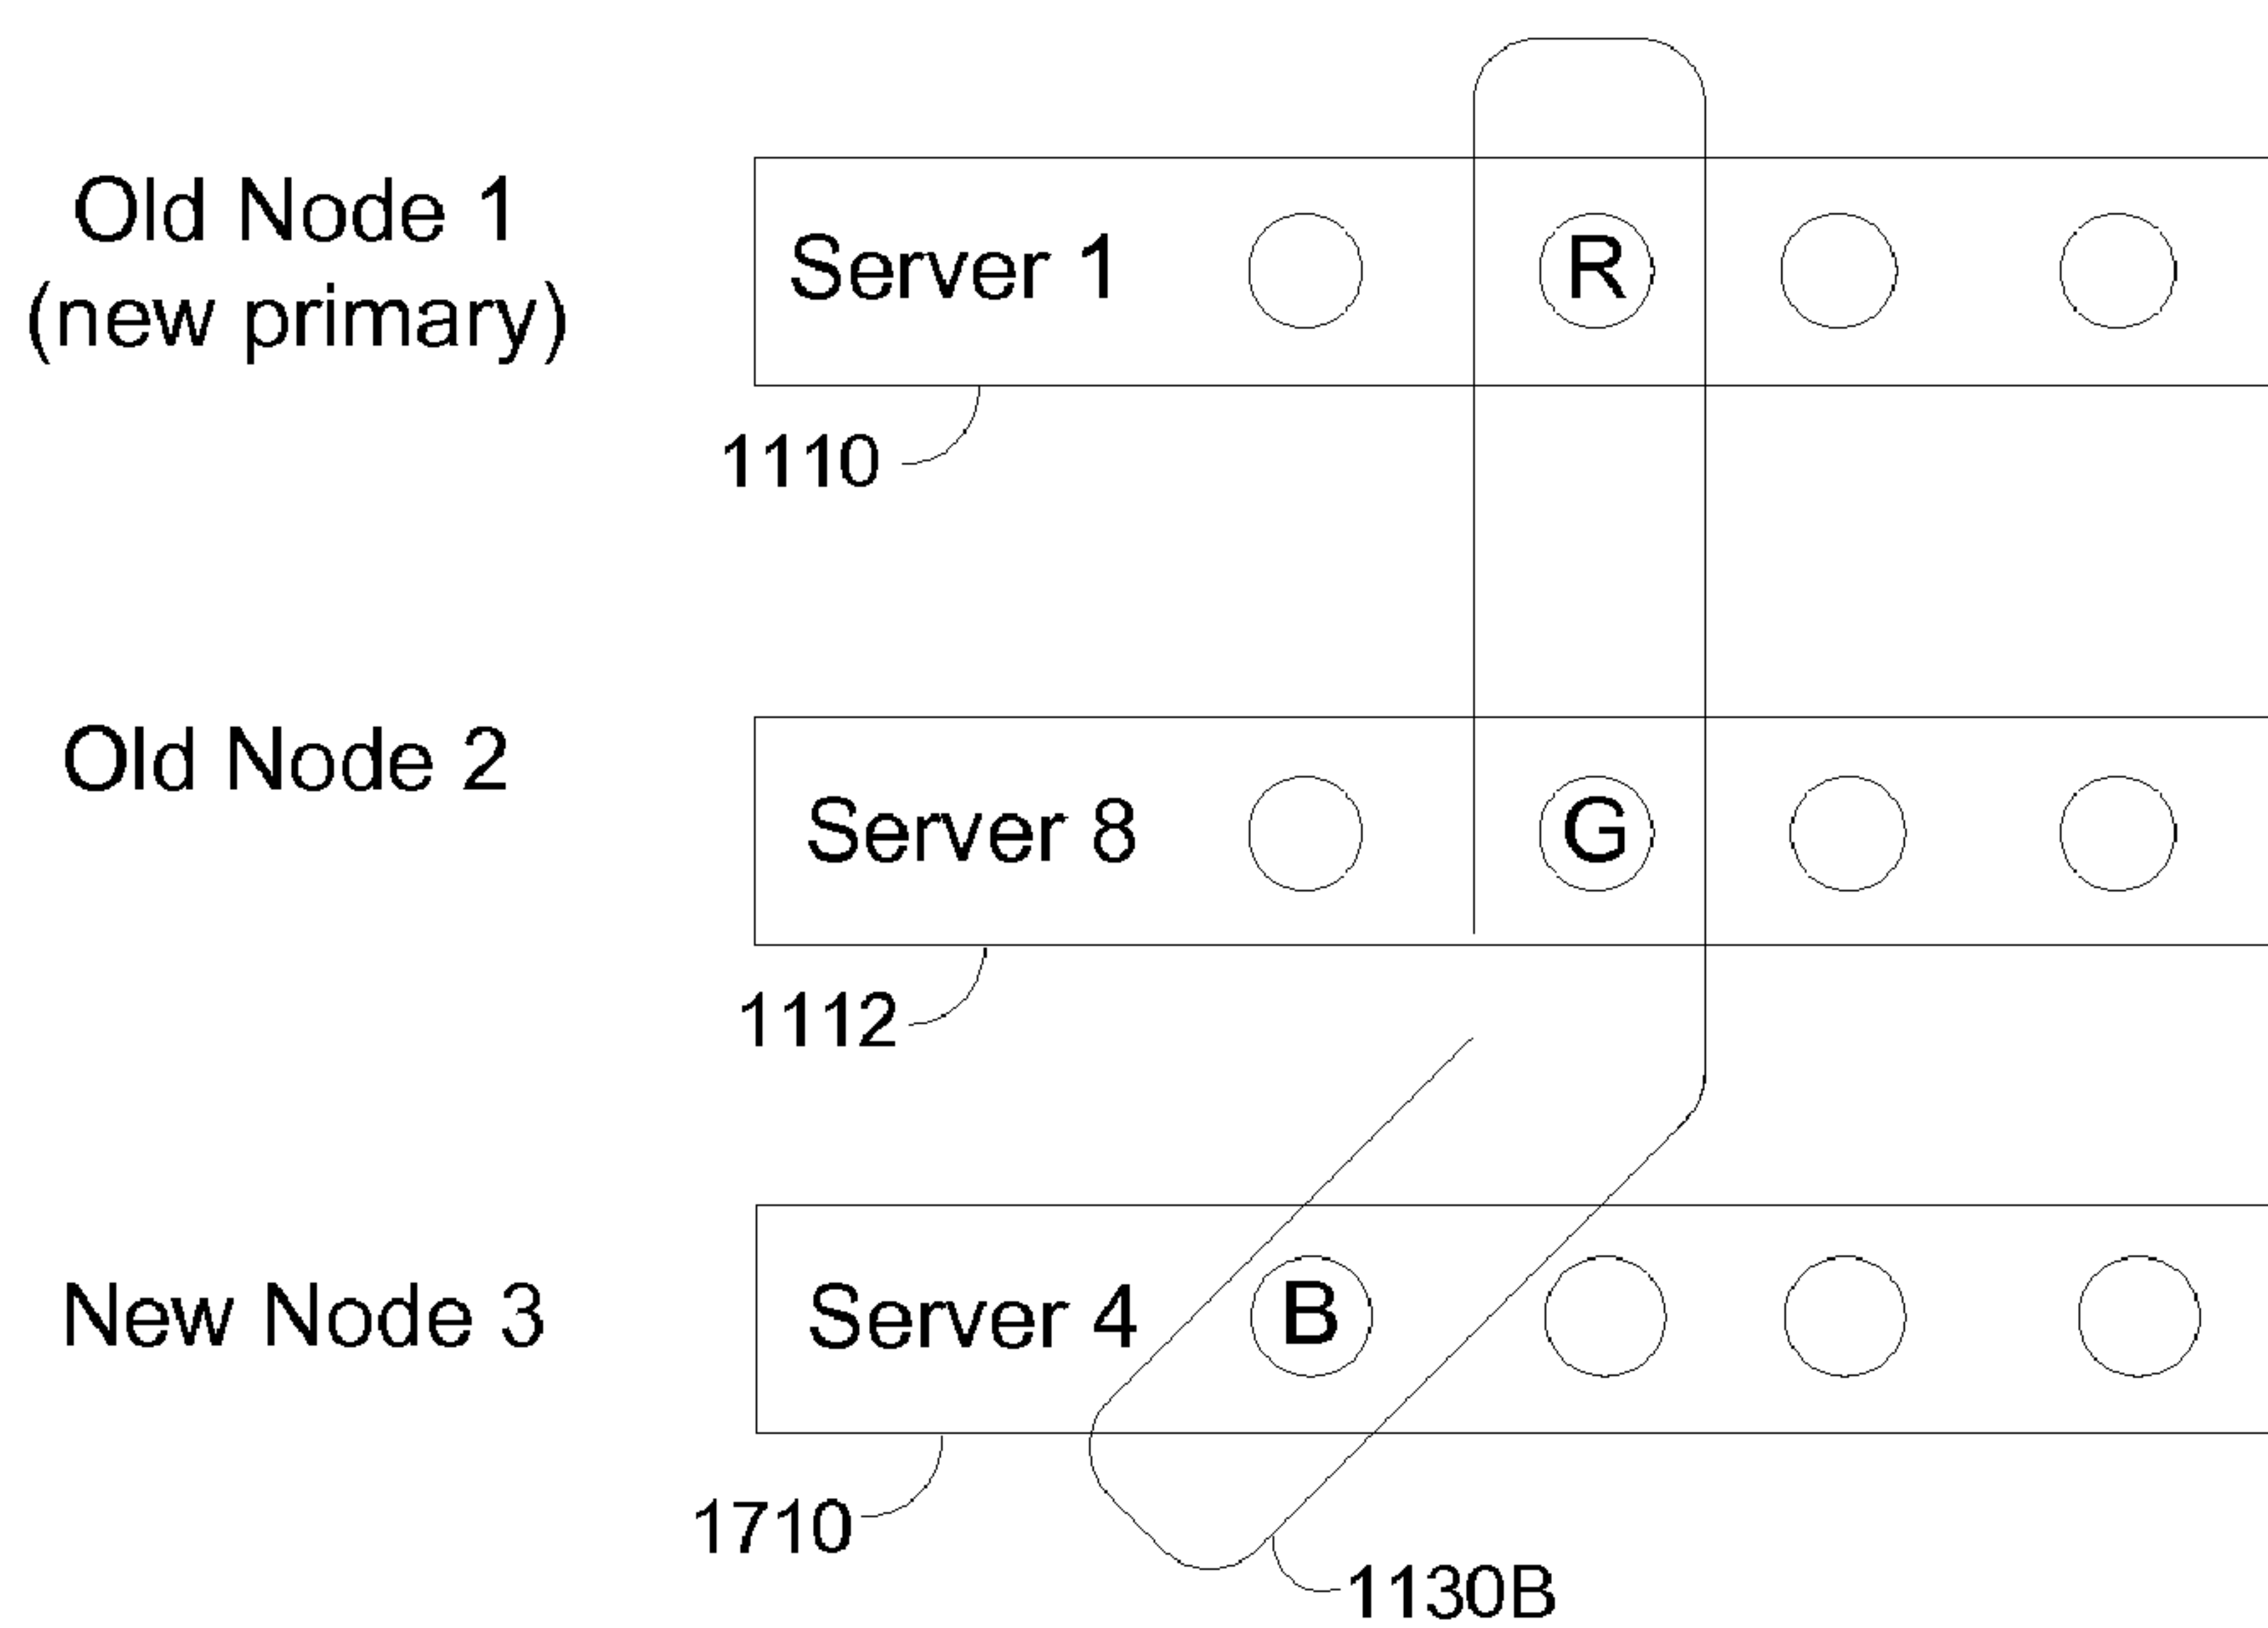 Old Node 1
(new primary)
Server 1
R
1110
Old Node 2
Server 8
G
1112
New Node 3
Server 4
B
1710
1130B